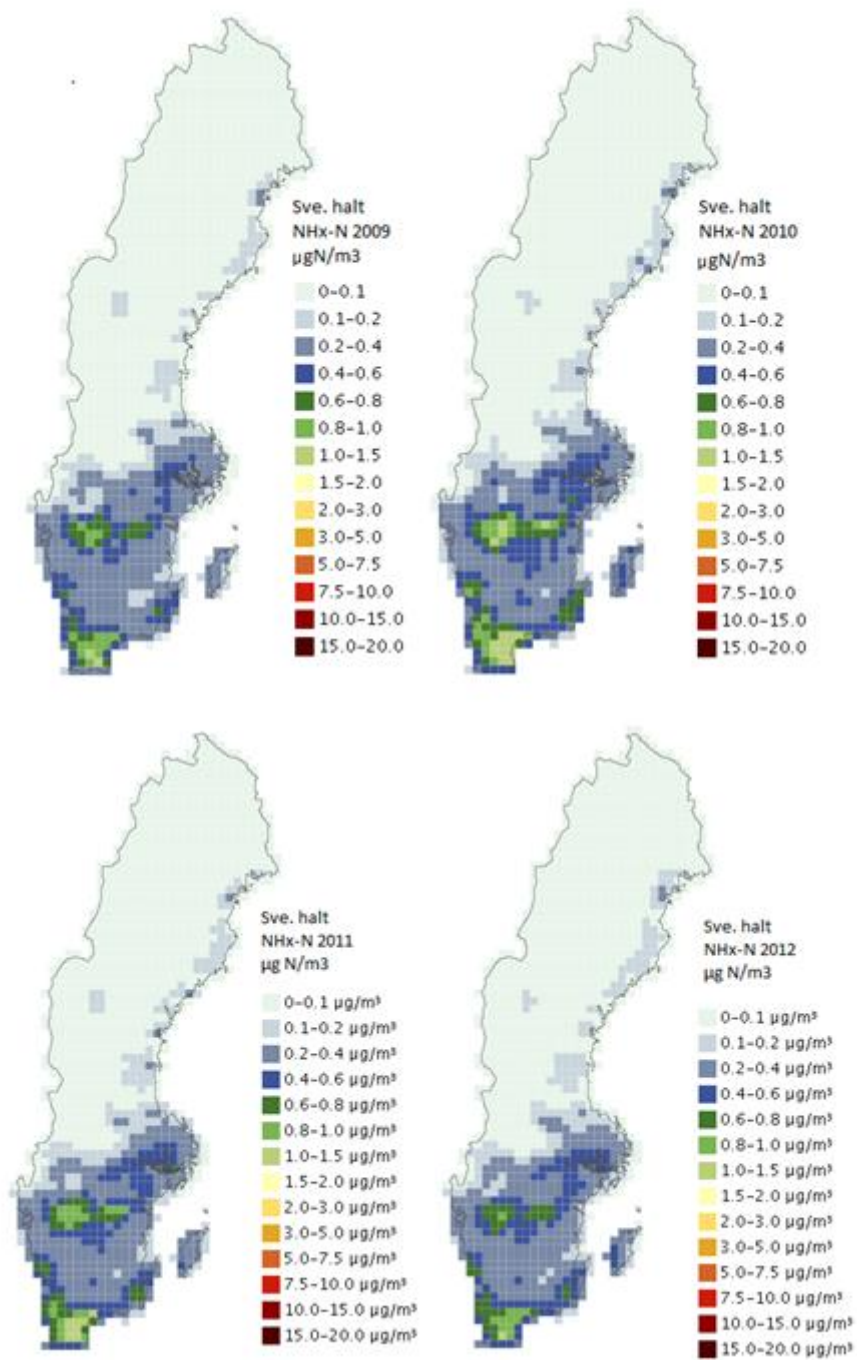 Sve. halt
NHx-N 2009
µgN/m3
0–0.1
0.1–0.2
0.2–0.4
0.4–0.6
0.6–0.8
0.8–1.0
1.0–1.5
1.5–2.0
2.0–3.0
3.0–5.0
5.0–7.5
7.5–10.0
10.0–15.0
15.0–20.0
Sve. halt
NHx-N 2010
µgN/m3
0–0.1
0.1–0.2
0.2–0.4
0.4–0.6
0.6–0.8
0.8–1.0
1.0–1.5
1.5–2.0
2.0–3.0
3.0–5.0
5.0–7.5
7.5–10.0
10.0–15.0
15.0–20.0
Sve. halt
NHx-N 2011
µg N/m3
0–0.1 µg/m³
0.1–0.2 µg/m³
0.2–0.4 µg/m³
0.4–0.6 µg/m³
0.6–0.8 µg/m³
0.8–1.0 µg/m³
1.0–1.5 µg/m³
1.5–2.0 µg/m³
2.0–3.0 µg/m³
3.0–5.0 µg/m³
5.0–7.5 µg/m³
7.5–10.0 µg/m³
10.0–15.0 µg/m³
15.0–20.0 µg/m³
Sve. halt
NHx-N 2012
µg N/m3
0–0.1 µg/m³
0.1–0.2 µg/m³
0.2–0.4 µg/m³
0.4–0.6 µg/m³
0.6–0.8 µg/m³
0.8–1.0 µg/m³
1.0–1.5 µg/m³
1.5–2.0 µg/m³
2.0–3.0 µg/m³
3.0–5.0 µg/m³
5.0–7.5 µg/m³
7.5–10.0 µg/m³
10.0–15.0 µg/m³
15.0–20.0 µg/m³